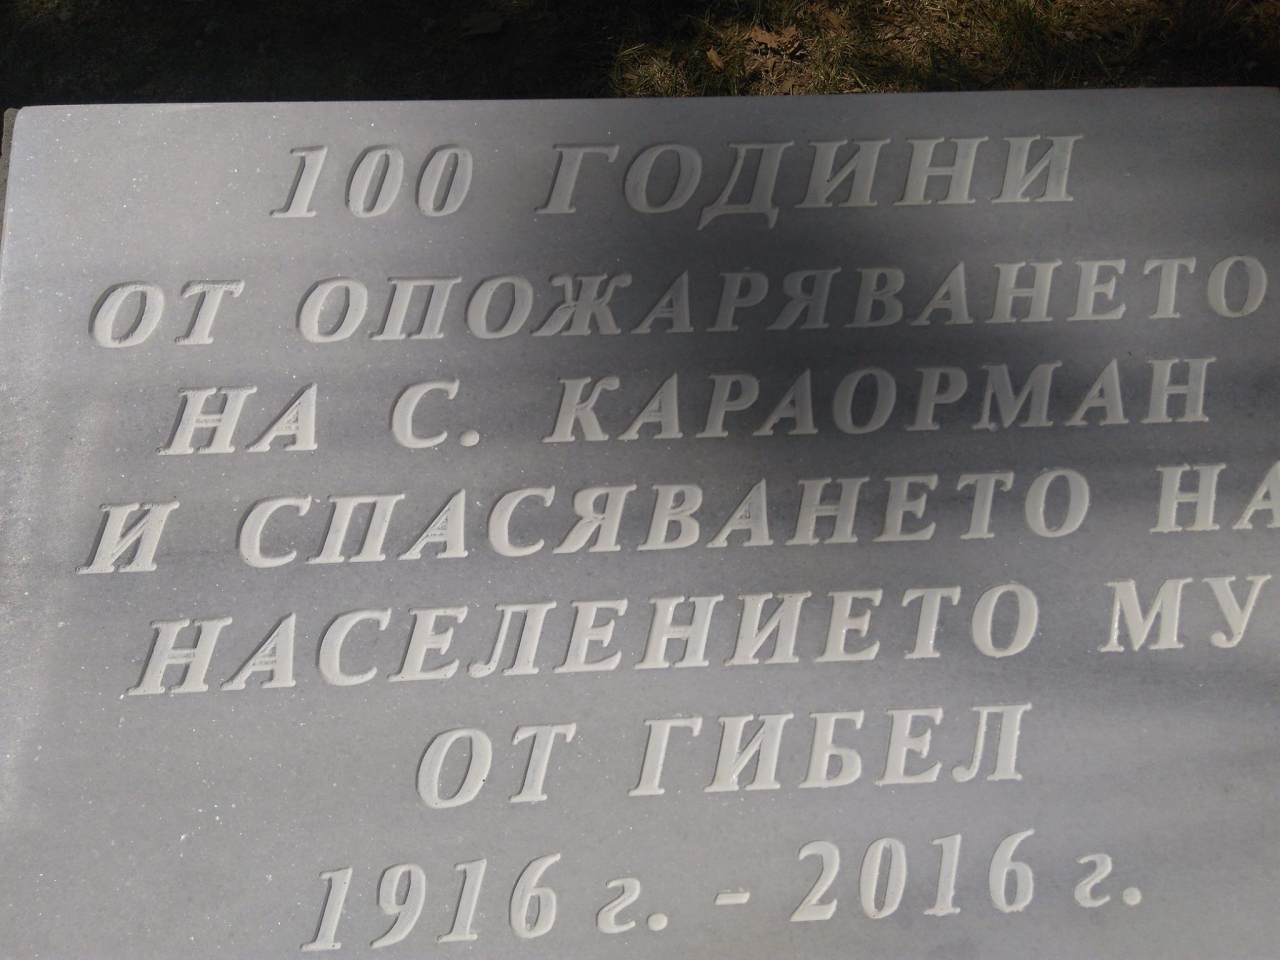 100 ГОДИНИ
ОТ ОПОЖАРЯВАНЕТО
НА С. КАРАОРМАН
И СПАСЯВАНЕТО НА
НАСЕЛЕНИЕТО МУ
ОТ ГИБЕЛ
1916 г. - 2016 г.